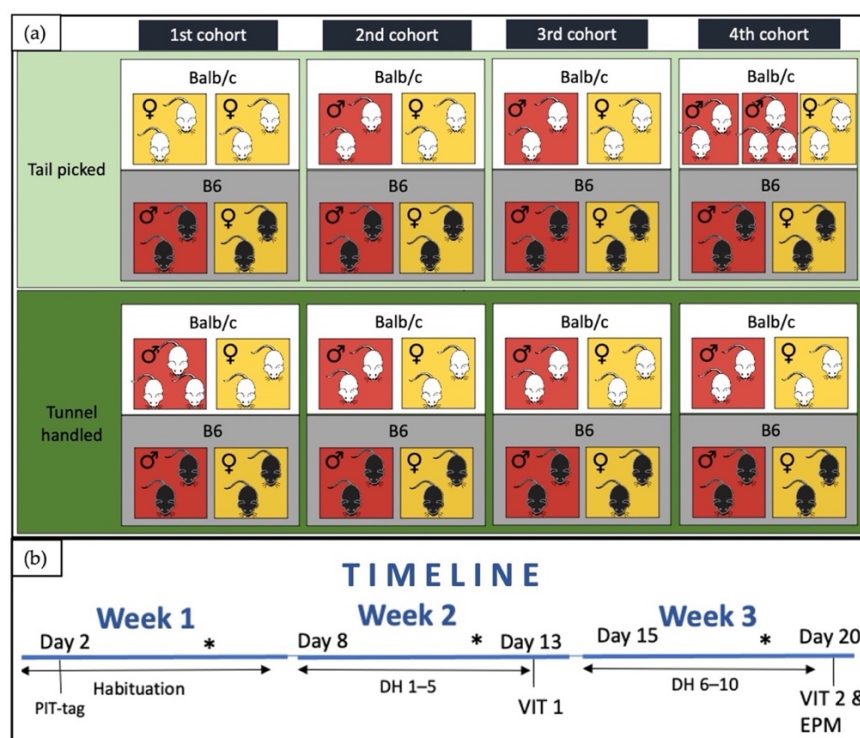 (a)
1st cohort
2nd cohort
3rd cohort
4th cohort
Tail picked
Balb/c
Balb/c
Balb/c
Balb/c
♀ ♀
♂ ♀
♂ ♀
♂ ♂ ♀
B6
B6
B6
B6
♂ ♀
♂ ♀
♂ ♀
♂ ♀
Tunnel
handled
Balb/c
Balb/c
Balb/c
Balb/c
♂ ♀
♂ ♀
♂ ♀
♂ ♀
B6
B6
B6
B6
♂ ♀
♂ ♀
♂ ♀
♂ ♀
(b)
TIMELINE
Week 1
Week 2
Week 3
Day 2
*
Day 8
*
Day 13
Day 15
*
Day 20
Habituation
DH 1–5
DH 6–10
PIT-tag
VIT 1
VIT 2 &
EPM